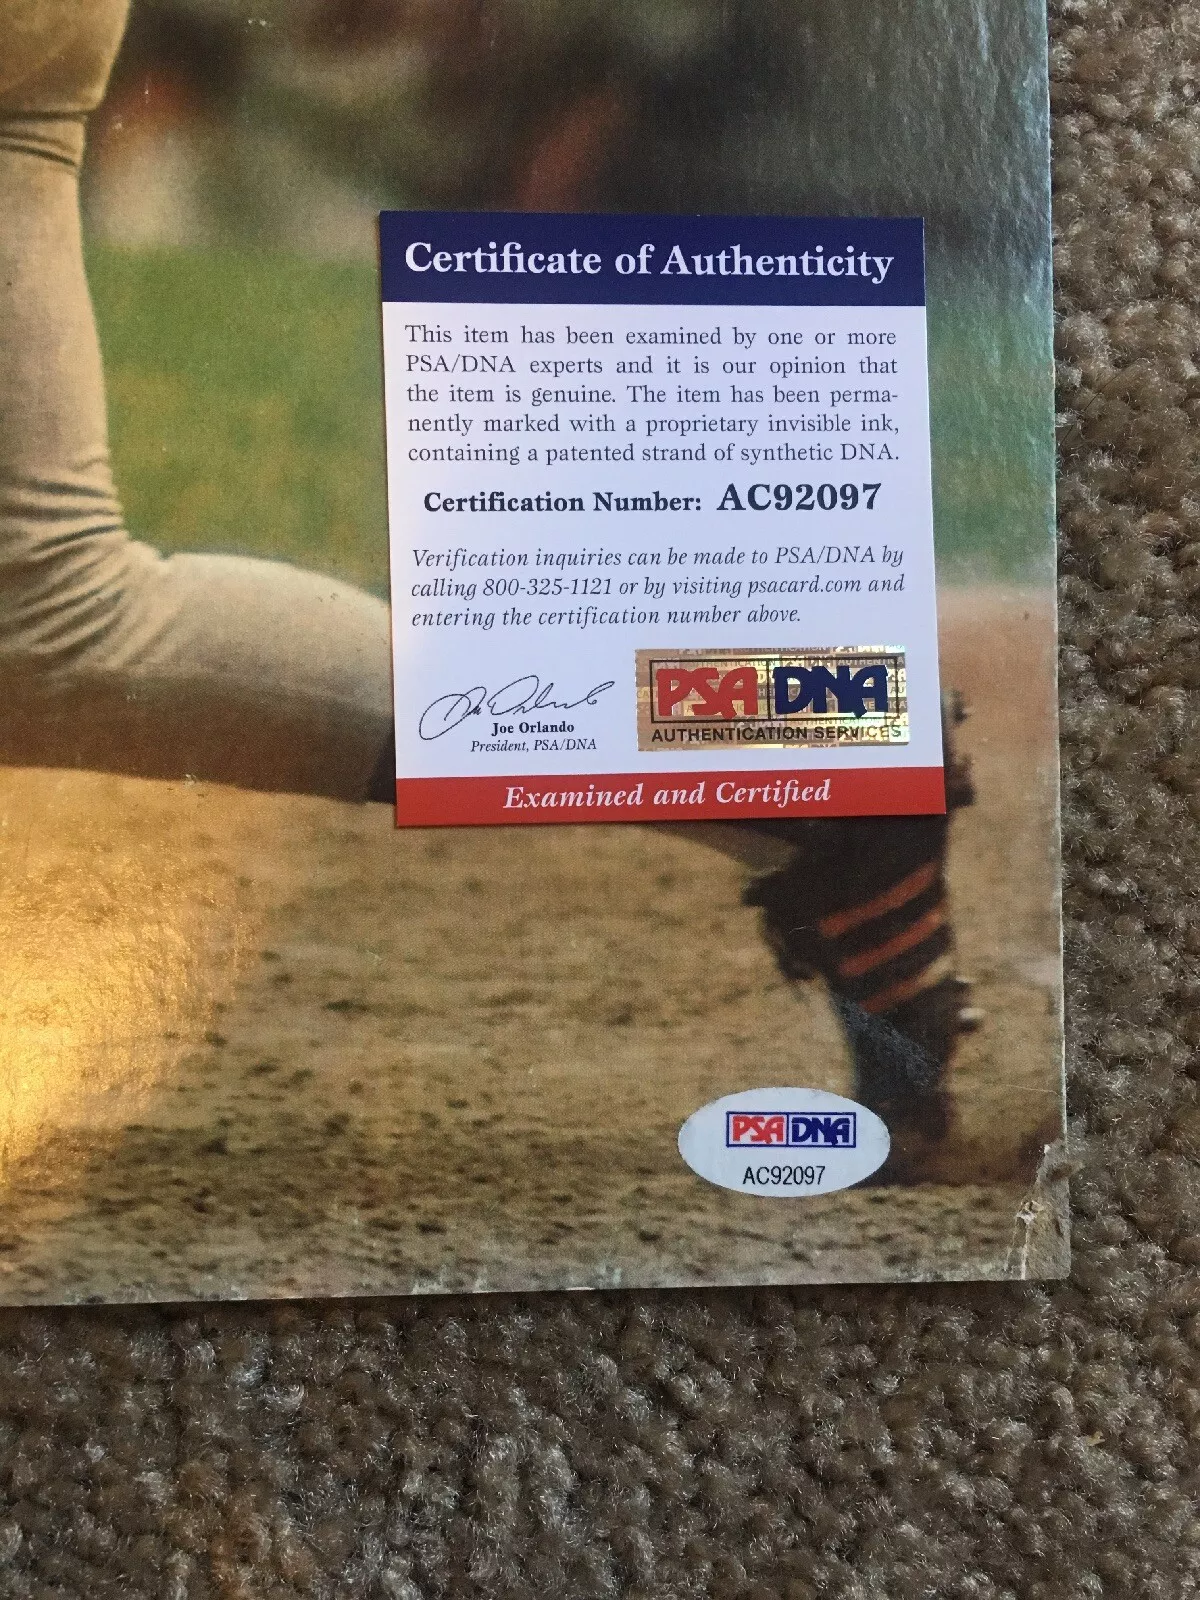 Certificate of Authenticity
This item has been examined by one or more
PSA/DNA experts and it is our opinion that
the item is genuine. The item has been perma-
nently marked with a proprietary invisible ink,
containing a patented strand of synthetic DNA.
Certification Number: AC92097
Verification inquiries can be made to PSA/DNA by
calling 800-325-1121 or by visiting psacard.com and
entering the certification number above.
Joe Orlando
President, PSA/DNA
PSA DNA
AUTHENTICATION SERVICES
Examined and Certified
PSA DNA
AC92097